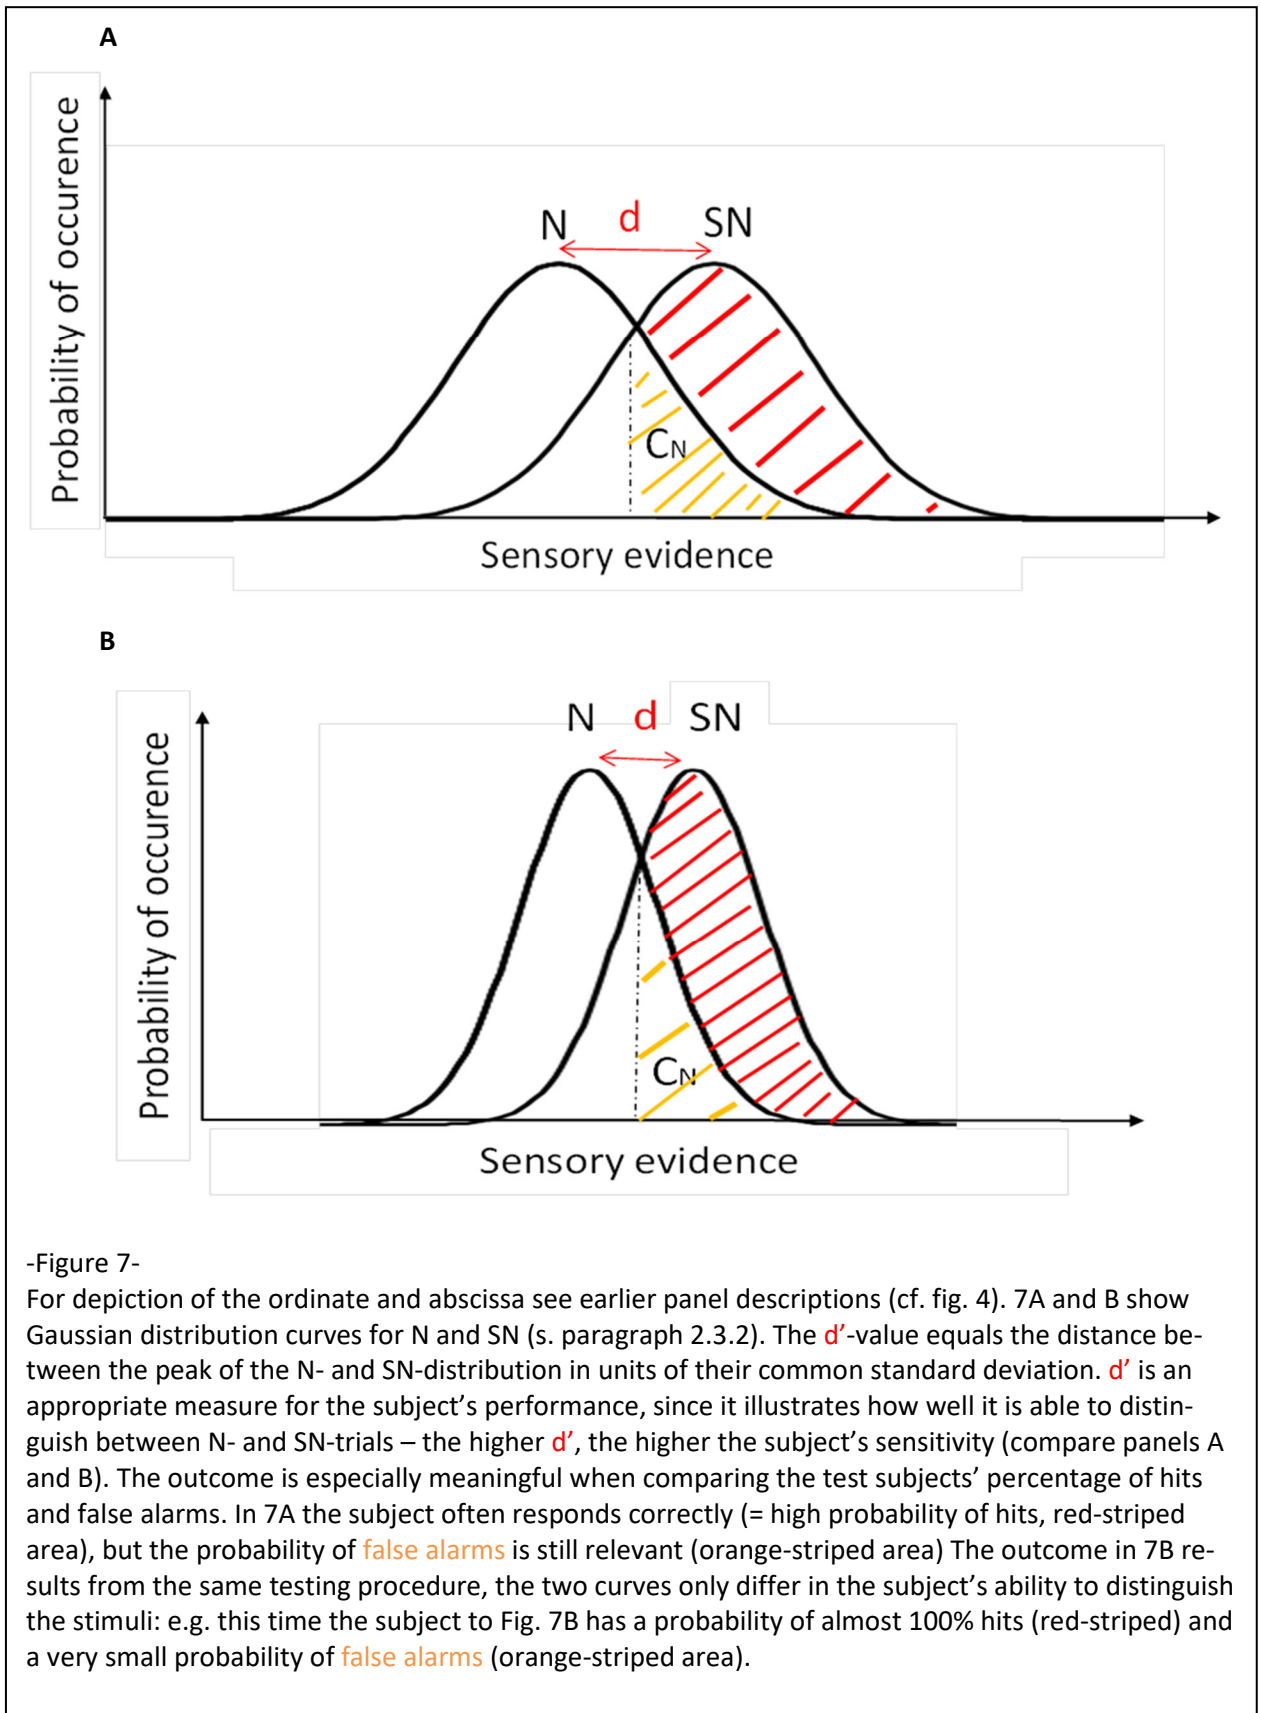 A
Probability of occurence
N
d
SN
CN
Sensory evidence
B
Probability of occurence
N
d
SN
CN
Sensory evidence
-Figure 7-
For depiction of the ordinate and abscissa see earlier panel descriptions (cf. fig. 4). 7A and B show
Gaussian distribution curves for N and SN (s. paragraph 2.3.2). The d’-value equals the distance be-
tween the peak of the N- and SN-distribution in units of their common standard deviation. d’ is an
appropriate measure for the subject’s performance, since it illustrates how well it is able to distin-
guish between N- and SN-trials – the higher d’, the higher the subject’s sensitivity (compare panels A
and B). The outcome is especially meaningful when comparing the test subjects’ percentage of hits
and false alarms. In 7A the subject often responds correctly (= high probability of hits, red-striped
area), but the probability of false alarms is still relevant (orange-striped area) The outcome in 7B re-
sults from the same testing procedure, the two curves only differ in the subject’s ability to distinguish
the stimuli: e.g. this time the subject to Fig. 7B has a probability of almost 100% hits (red-striped) and
a very small probability of false alarms (orange-striped area).